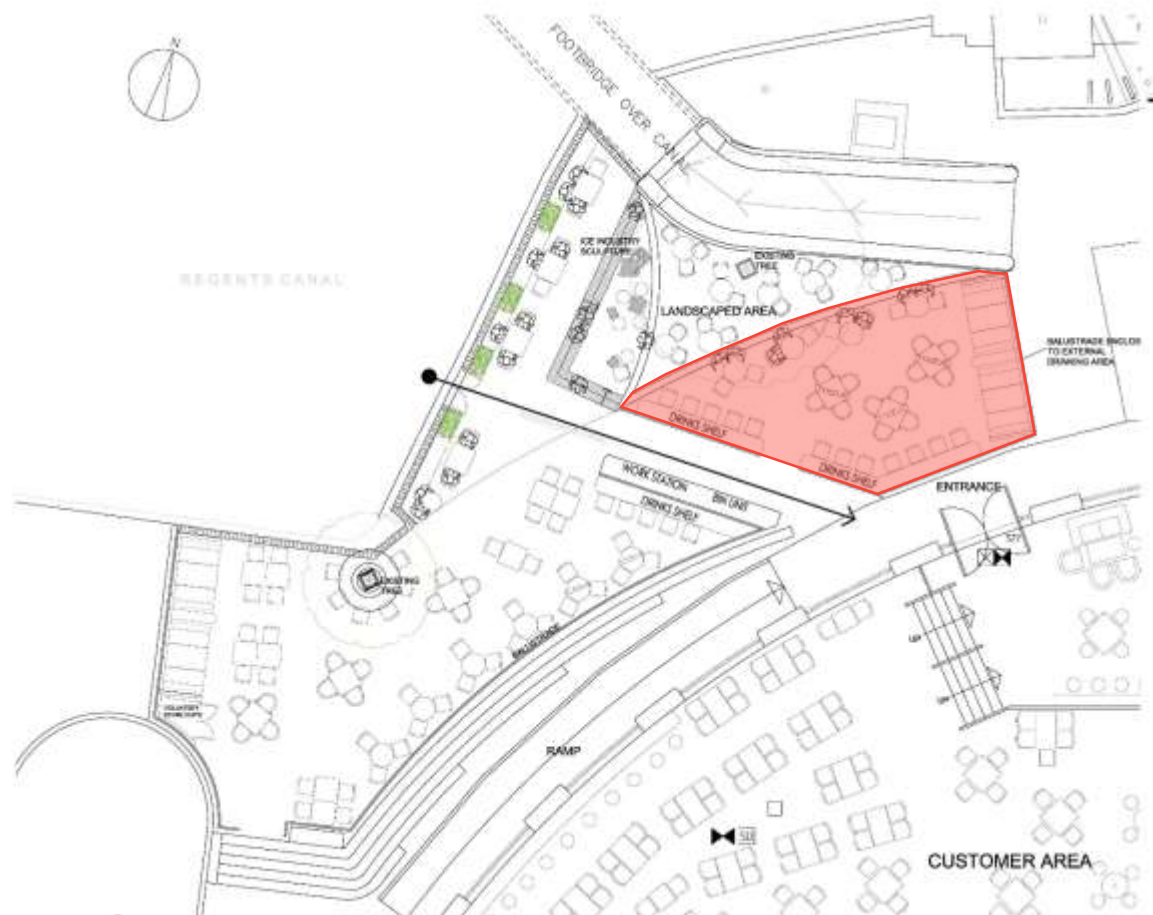 N
FOOTBRIDGE OVER CANAL
REGENTS CANAL
ICE INDUSTRY
SCULPTURE
EXISTING
TREE
LANDSCAPED AREA
BALUSTRADE ENCLOS
TO EXTERNAL
DRINKING AREA
DRINKS SHELF
DRINKS SHELF
WORK STATION
BIN UNIT
DRINKS SHELF
ENTRANCE
EXISTING
TREE
BALUSTRADE
UP
UP
RAMP
CUSTOMER AREA